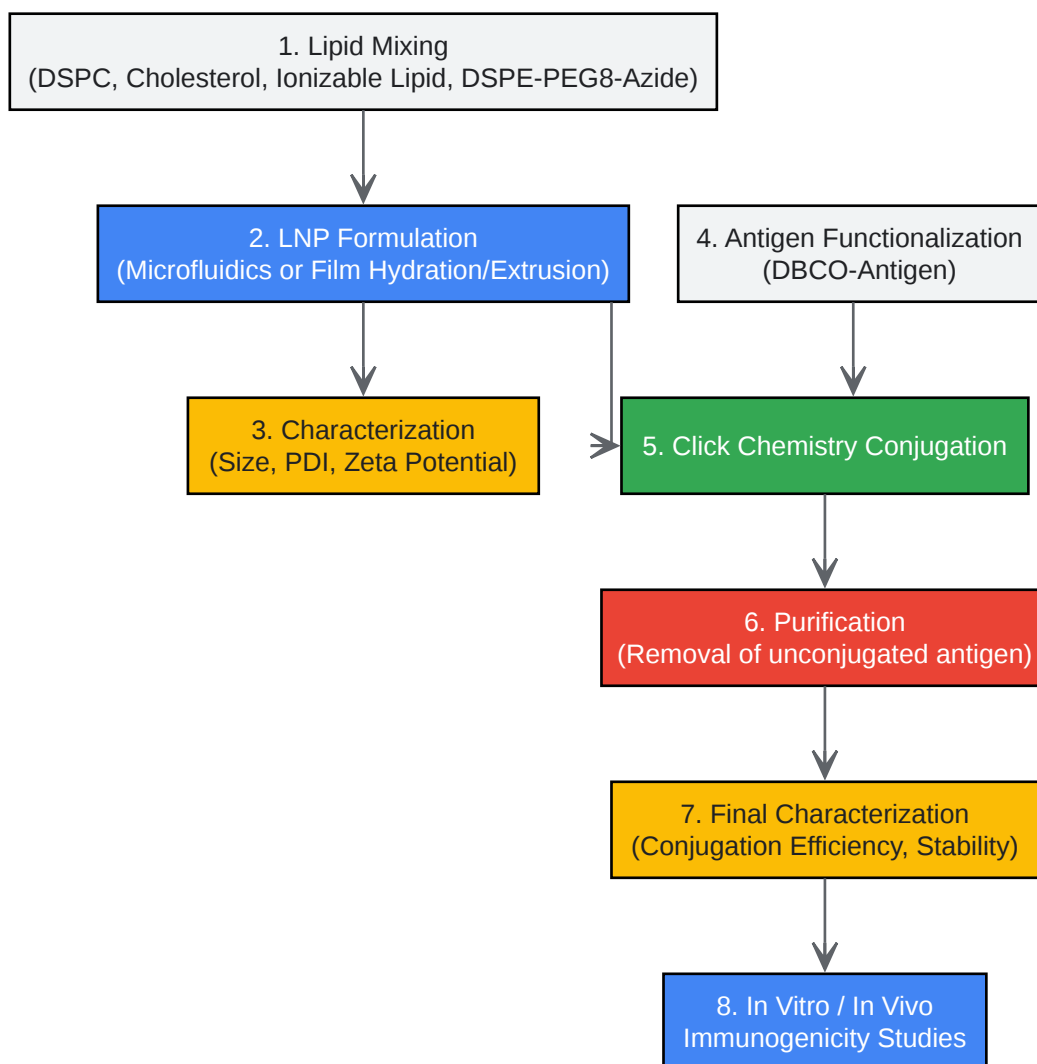 1. Lipid Mixing
(DSPC, Cholesterol, Ionizable Lipid, DSPE-PEG8-Azide)
2. LNP Formulation
(Microfluidics or Film Hydration/Extrusion)
4. Antigen Functionalization
(DBCO-Antigen)
3. Characterization
(Size, PDI, Zeta Potential)
5. Click Chemistry Conjugation
6. Purification
(Removal of unconjugated antigen)
7. Final Characterization
(Conjugation Efficiency, Stability)
8. In Vitro / In Vivo
Immunogenicity Studies